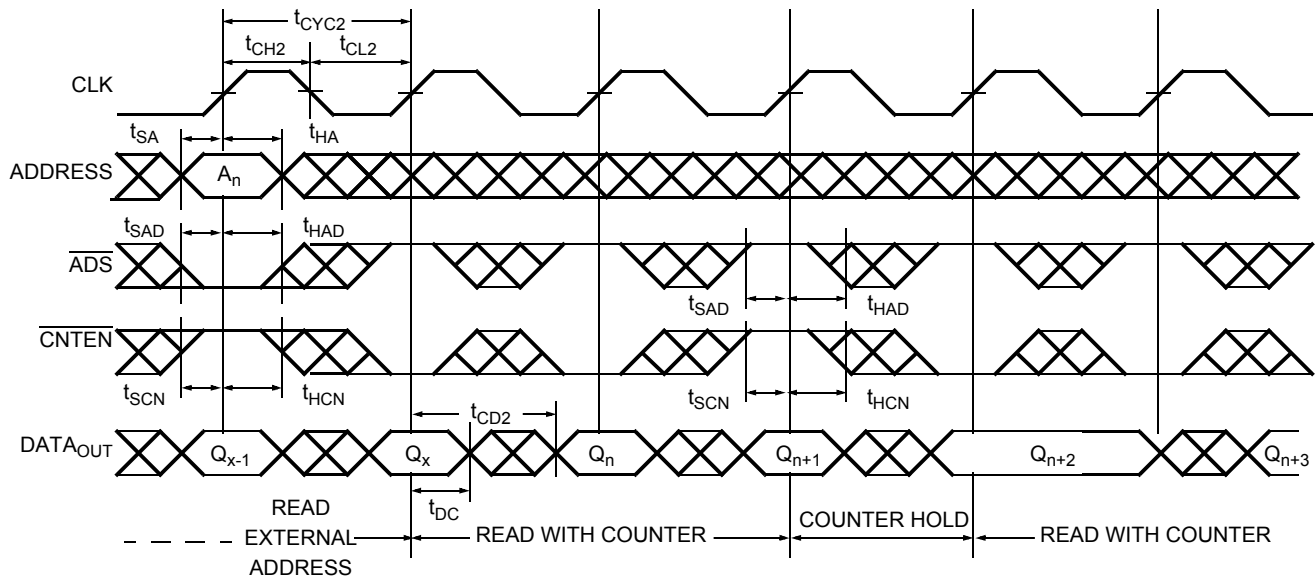 tCYC2
tCH2 tCL2
CLK
tSA tHA
ADDRESS An
tSAD tHAD
ADS
tSAD tHAD
CNTEN
tSCN tHCN tSCN tHCN
tCD2
DATAOUT Qx-1 Qx Qn Qn+1 Qn+2 Qn+3
tDC
READ EXTERNAL ADDRESS
READ WITH COUNTER
COUNTER HOLD
READ WITH COUNTER